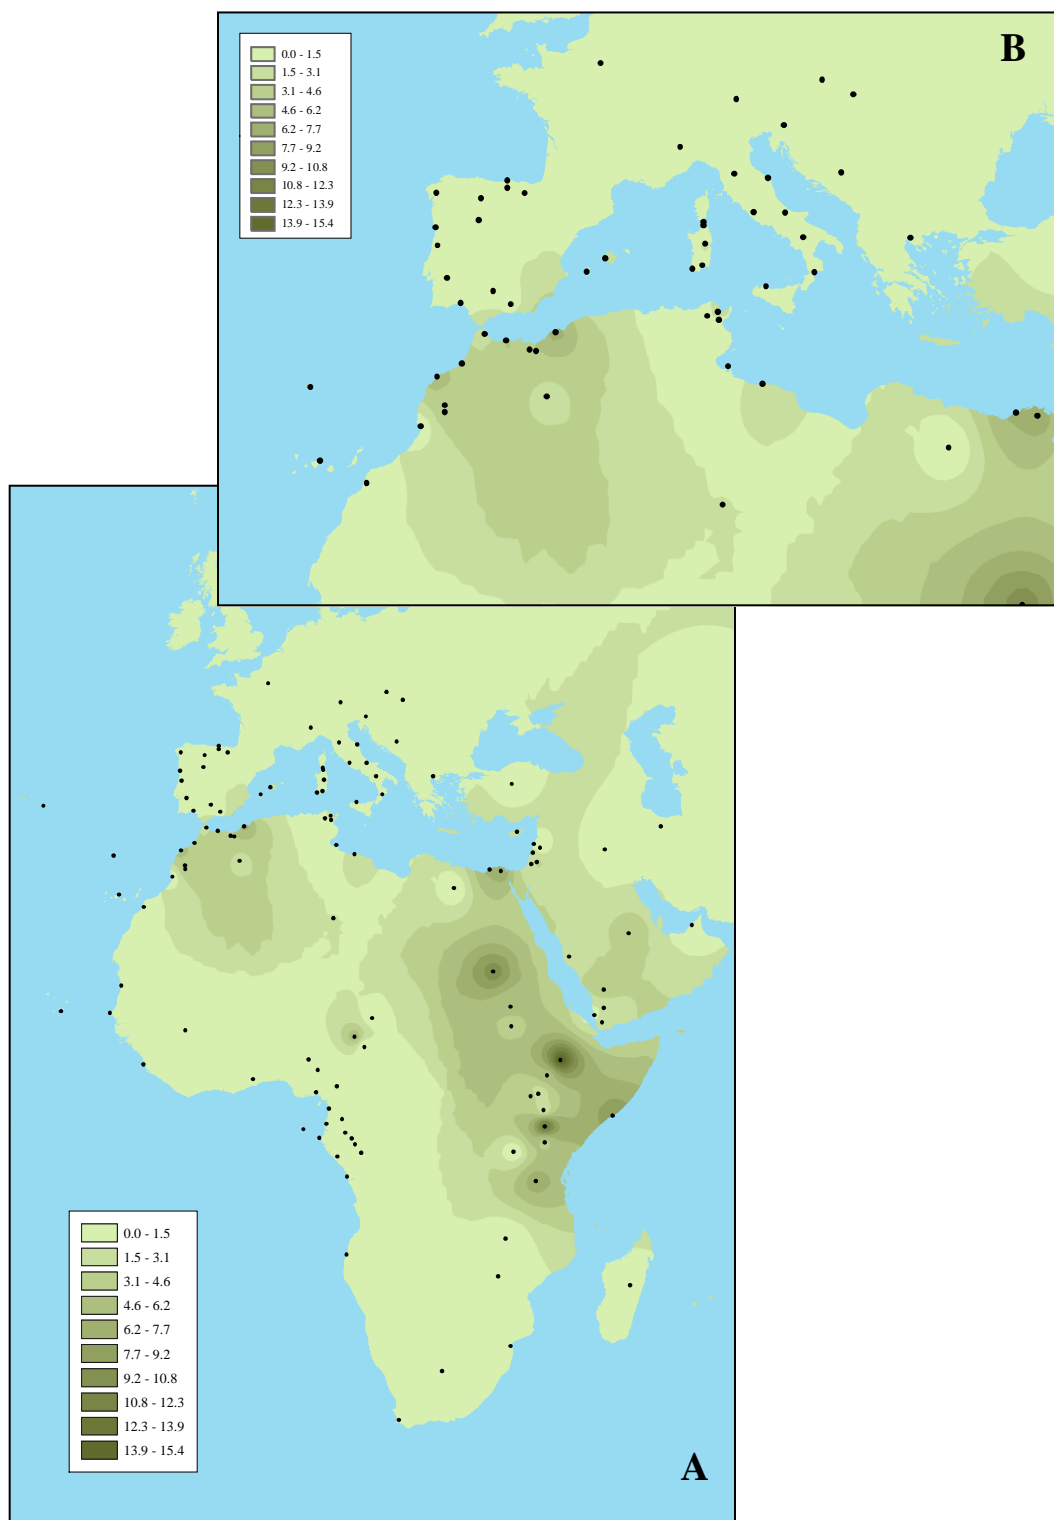 B
0.0 - 1.5
1.5 - 3.1
3.1 - 4.6
4.6 - 6.2
6.2 - 7.7
7.7 - 9.2
9.2 - 10.8
10.8 - 12.3
12.3 - 13.9
13.9 - 15.4
0.0 - 1.5
1.5 - 3.1
3.1 - 4.6
4.6 - 6.2
6.2 - 7.7
7.7 - 9.2
9.2 - 10.8
10.8 - 12.3
12.3 - 13.9
13.9 - 15.4
A